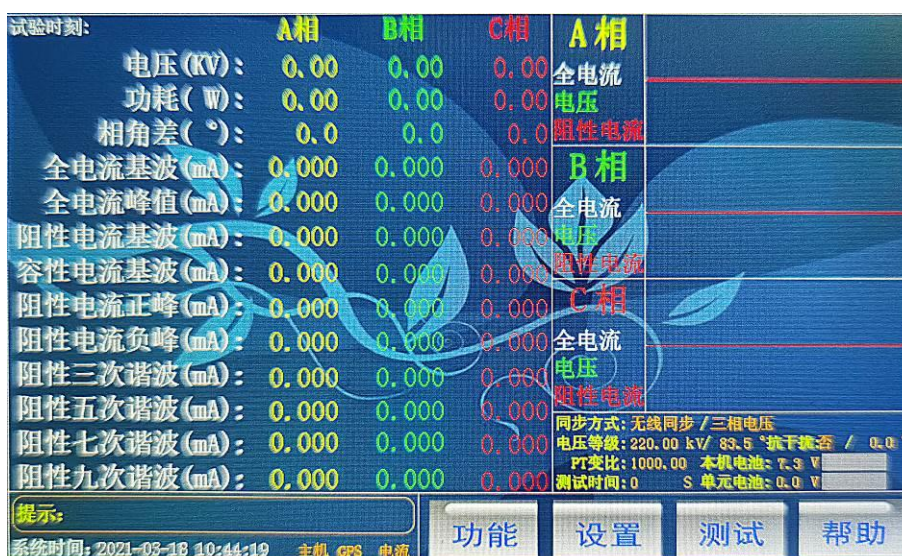 试验时刻: A相 B相 C相
电压(KV): 0.00 0.00 0.00
功耗( W): 0.00 0.00 0.00
相角差( °): 0.0 0.0 0.0
全电流基波(mA): 0.000 0.000 0.000
全电流峰值(mA): 0.000 0.000 0.000
阻性电流基波(mA): 0.000 0.000 0.000
容性电流基波(mA): 0.000 0.000 0.000
阻性电流正峰(mA): 0.000 0.000 0.000
阻性电流负峰(mA): 0.000 0.000 0.000
阻性三次谐波(mA): 0.000 0.000 0.000
阻性五次谐波(mA): 0.000 0.000 0.000
阻性七次谐波(mA): 0.000 0.000 0.000
阻性九次谐波(mA): 0.000 0.000 0.000
A相
全电流
电压
阻性电流
B相
全电流
电压
阻性电流
C相
全电流
电压
阻性电流
同步方式: 无线同步 /三相电压
电压等级: 220.00 kV/ 83.5 °抗干扰:否 / 0.0
PT变比: 1000.00 本机电池: 7.3 V
测试时间: 0 S 单元电池: 0.0 V
提示:
系统时间: 2021-03-18 10:44:19 主机 GPS 电流
功能 设置 测试 帮助